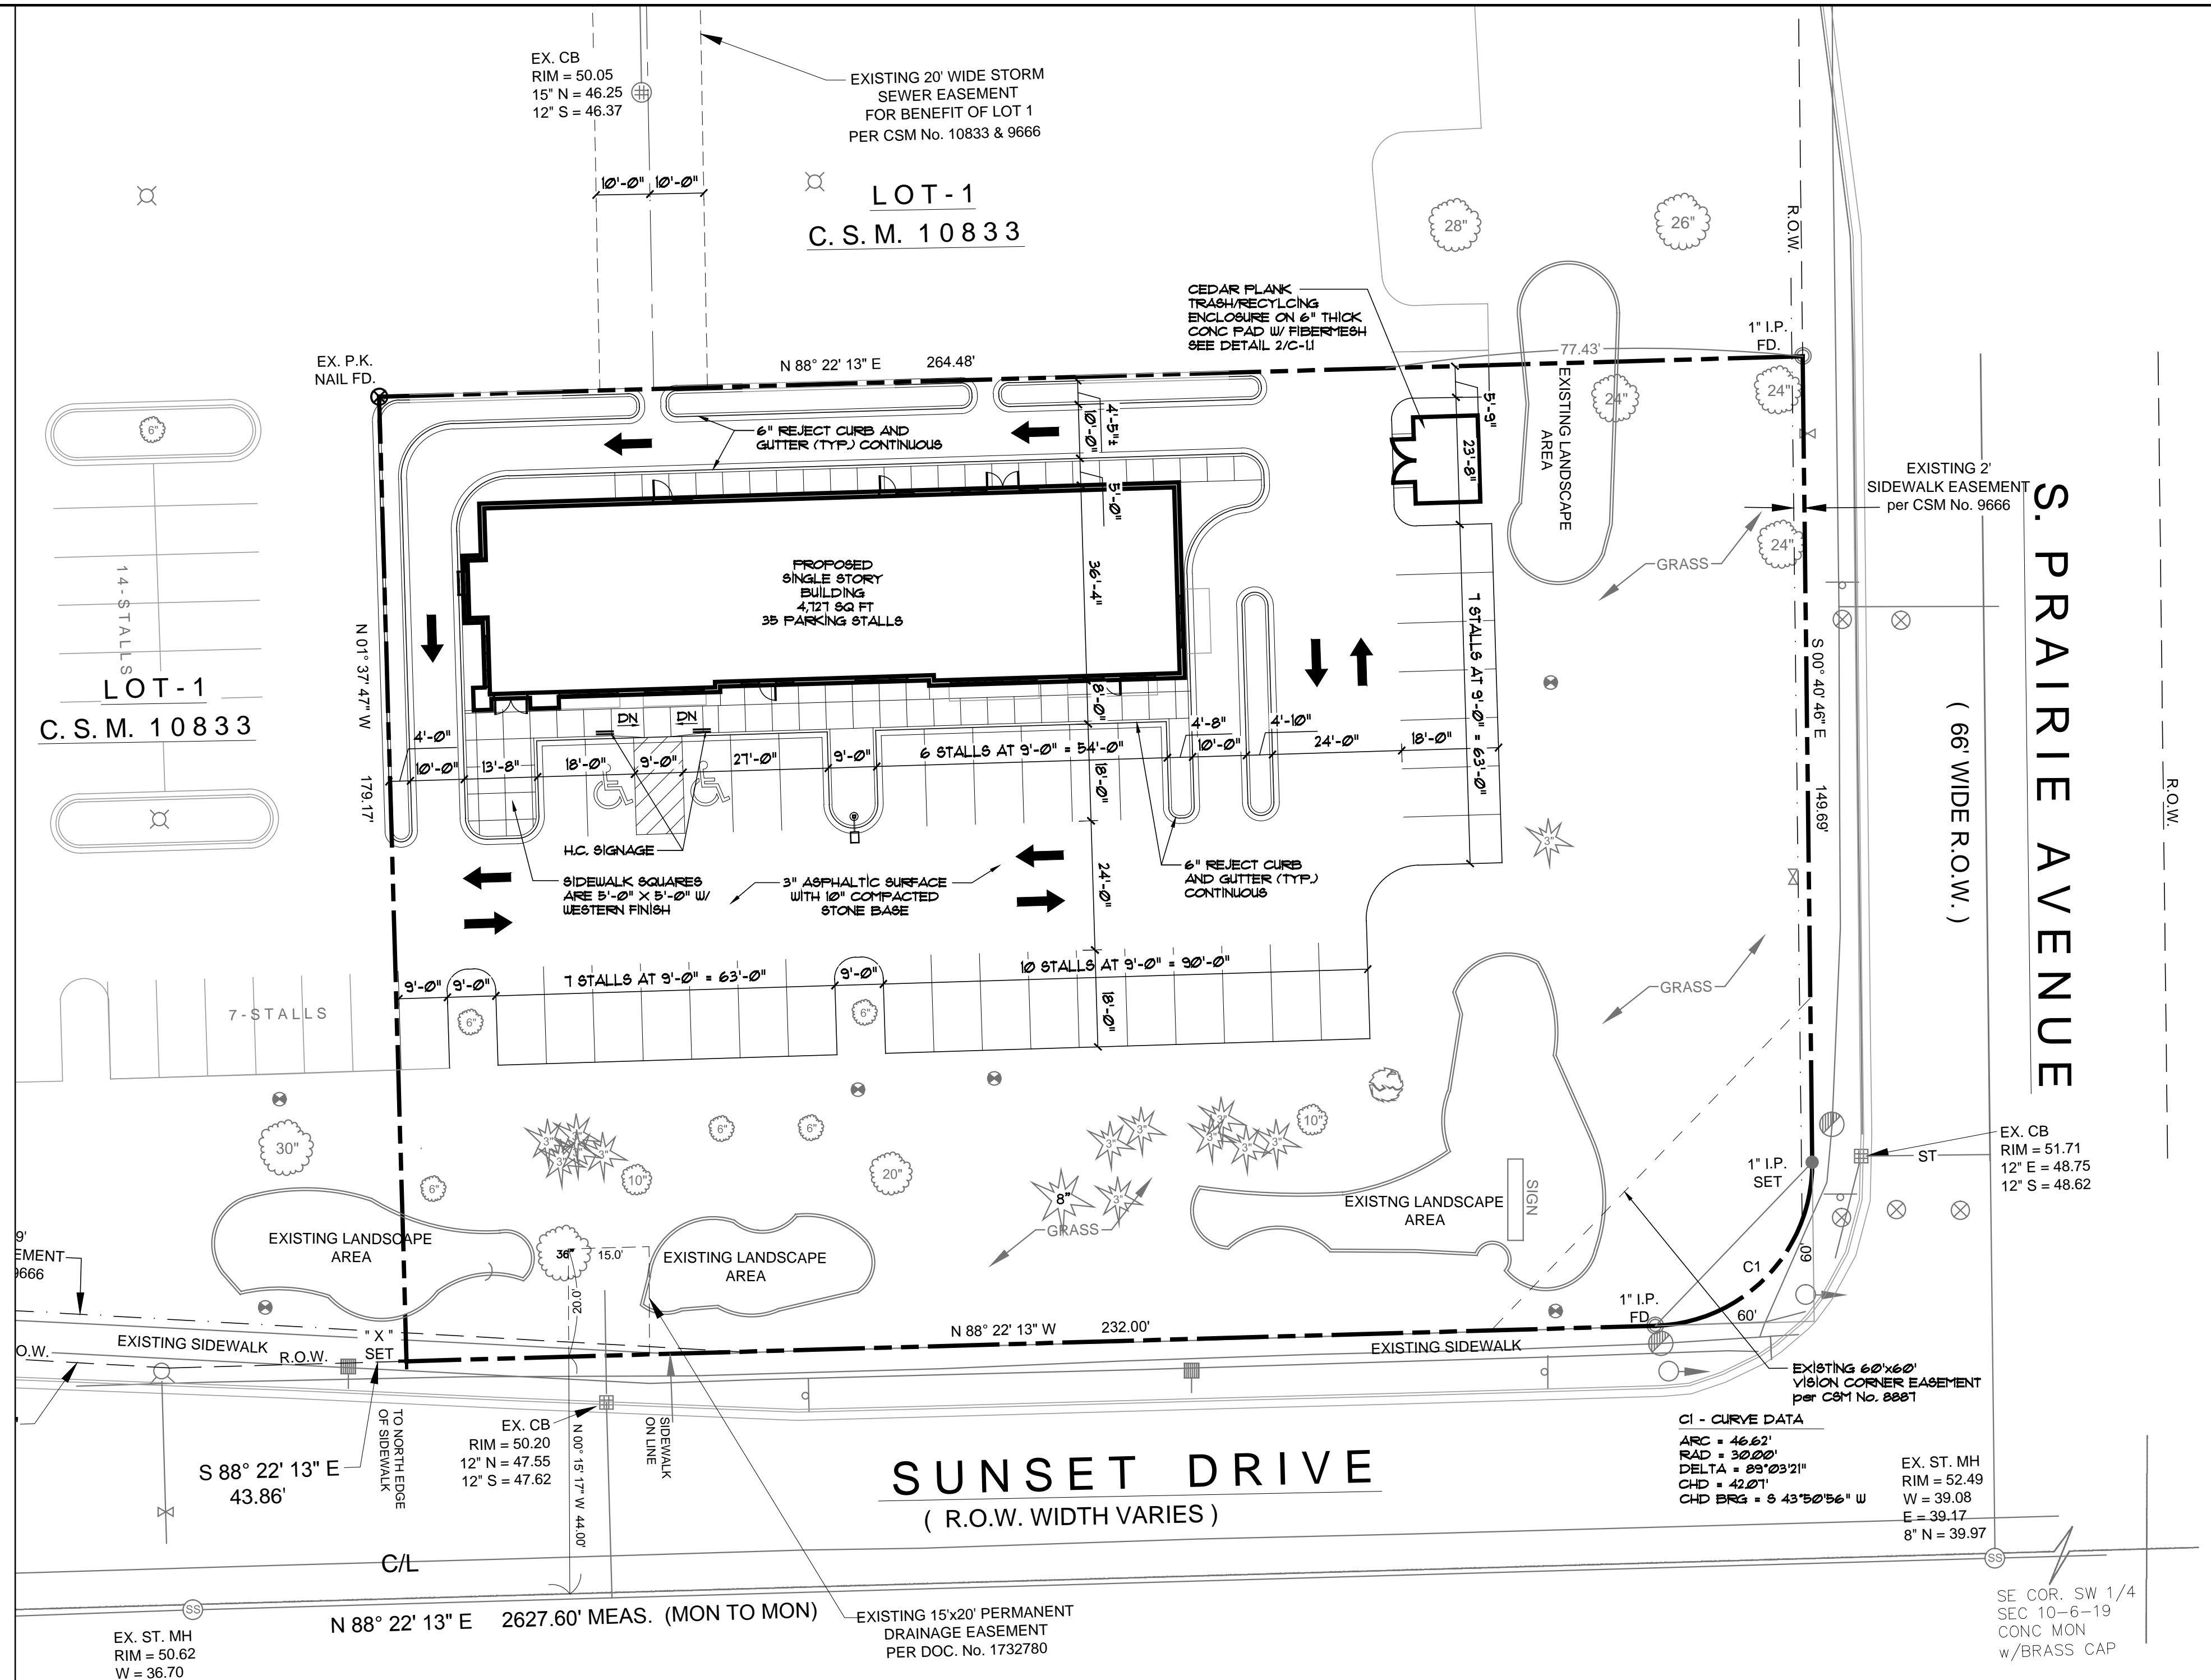 EX. CB
RIM = 50.05
15" N = 46.25
12" S = 46.37
EXISTING 20' WIDE STORM
SEWER EASEMENT
FOR BENEFIT OF LOT 1
PER CSM No. 10833 & 9666
10'-0" 10'-0"
LOT-1
C. S. M. 10833
28"
26"
R.O.W.
CEDAR PLANK
TRASH/RECYLCING
ENCLOSURE ON 6" THICK
CONC PAD W/ FIBERMESH
SEE DETAIL 2/C-1.1
1" I.P.
FD.
77.43'
EX. P.K.
NAIL FD.
N 88° 22' 13" E 264.48'
6"
24"
24"
EXISTING LANDSCAPE
AREA
5'-9"
23'-8"
4'-5"±
10'-0"
5'-0"
6" REJECT CURB AND
GUTTER (TYP.) CONTINUOUS
EXISTING 2'
SIDEWALK EASEMENT
per CSM No. 9666
24"
GRASS
S. PRAIRIE AVENUE
( 66' WIDE R.O.W. )
R.O.W.
PROPOSED
SINGLE STORY
BUILDING
4,727 SQ FT
35 PARKING STALLS
36'-4"
14-STALLS
LOT-1
C. S. M. 10833
N 01° 37' 47" W 179.17'
S 00° 40' 46" E 149.69'
7 STALLS AT 9'-0" = 63'-0"
DN
DN
8'-0"
4'-0"
10'-0"
13'-8"
18'-0"
9'-0"
27'-0"
9'-0"
6 STALLS AT 9'-0" = 54'-0"
4'-8"
10'-0"
4'-10"
24'-0"
18'-0"
18'-0"
H.C. SIGNAGE
SIDEWALK SQUARES
ARE 5'-0" X 5'-0" W/
WESTERN FINISH
3" ASPHALTIC SURFACE
WITH 10" COMPACTED
STONE BASE
24'-0"
6" REJECT CURB
AND GUTTER (TYP.)
CONTINUOUS
3"
9'-0"
9'-0"
7 STALLS AT 9'-0" = 63'-0"
9'-0"
10 STALLS AT 9'-0" = 90'-0"
18'-0"
7-STALLS
6"
6"
GRASS
30"
6"
3"
3"
3"
3"
10"
6"
6"
20"
3"
3"
8"
3"
GRASS
3"
3"
3"
3"
10"
EXISTING LANDSCAPE
AREA
36"
15.0'
20.0'
EXISTING LANDSCAPE
AREA
EXISTNG LANDSCAPE
AREA
SIGN
1" I.P.
SET
ST
EX. CB
RIM = 51.71
12" E = 48.75
12" S = 48.62
9'
EMENT
9666
O.W.
EXISTING SIDEWALK
R.O.W.
" X "
SET
N 88° 22' 13" W 232.00'
EXISTING SIDEWALK
1" I.P.
FD
C1
60'
60'
EXISTING 60'x60'
VISION CORNER EASEMENT
per CSM No. 8887
C1 - CURVE DATA
ARC = 46.62'
RAD = 30.00'
DELTA = 89°03'21"
CHD = 42.07'
CHD BRG = S 43°50'56" W
S 88° 22' 13" E
43.86'
TO NORTH EDGE
OF SIDEWALK
EX. CB
RIM = 50.20
12" N = 47.55
12" S = 47.62
N 00° 15' 17" W 44.00'
SIDEWALK
ON LINE
SUNSET DRIVE
( R.O.W. WIDTH VARIES )
EX. ST. MH
RIM = 52.49
W = 39.08
E = 39.17
8" N = 39.97
C/L
SS
SS
N 88° 22' 13" E 2627.60' MEAS. (MON TO MON)
EXISTING 15'x20' PERMANENT
DRAINAGE EASEMENT
PER DOC. No. 1732780
EX. ST. MH
RIM = 50.62
W = 36.70
SE COR. SW 1/4
SEC 10-6-19
CONC MON
w/BRASS CAP